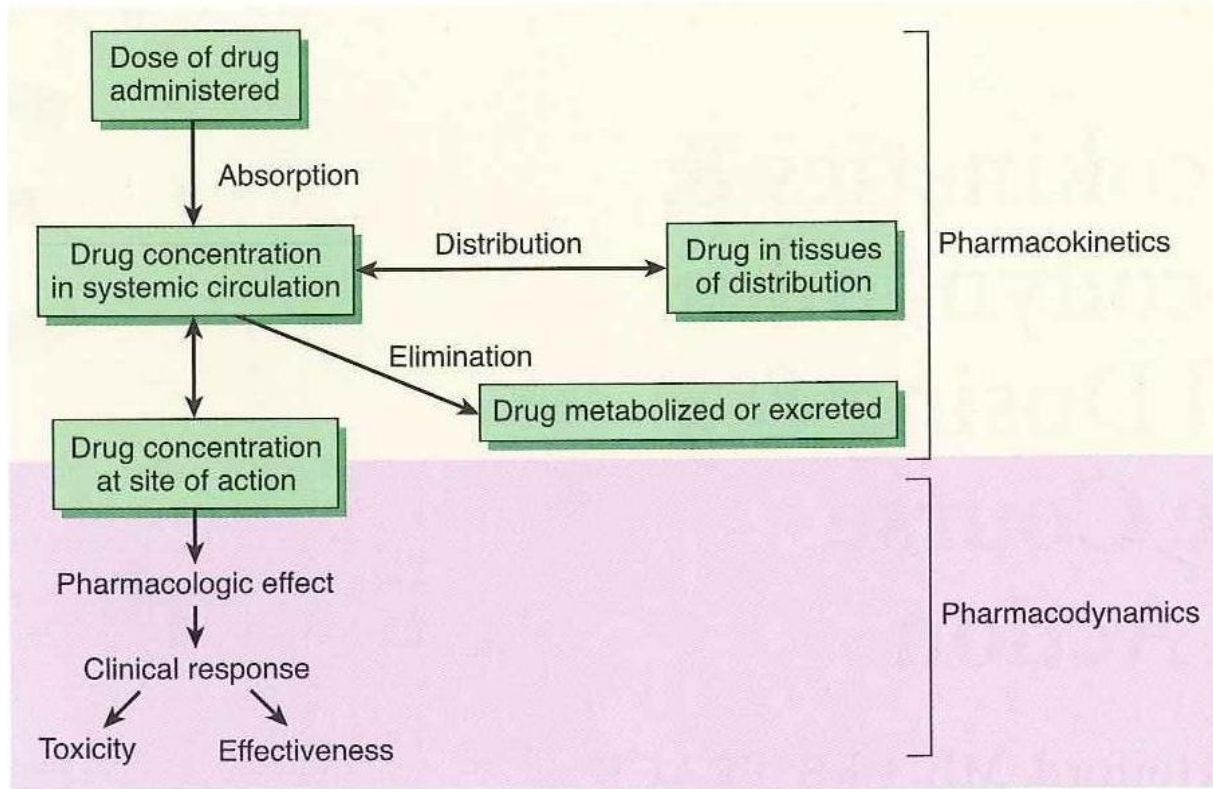 Dose of drug
administered
Absorption
Drug concentration
in systemic circulation
Distribution
Drug in tissues
of distribution
Pharmacokinetics
Elimination
Drug metabolized or excreted
Drug concentration
at site of action
Pharmacologic effect
Pharmacodynamics
Clinical response
Toxicity
Effectiveness